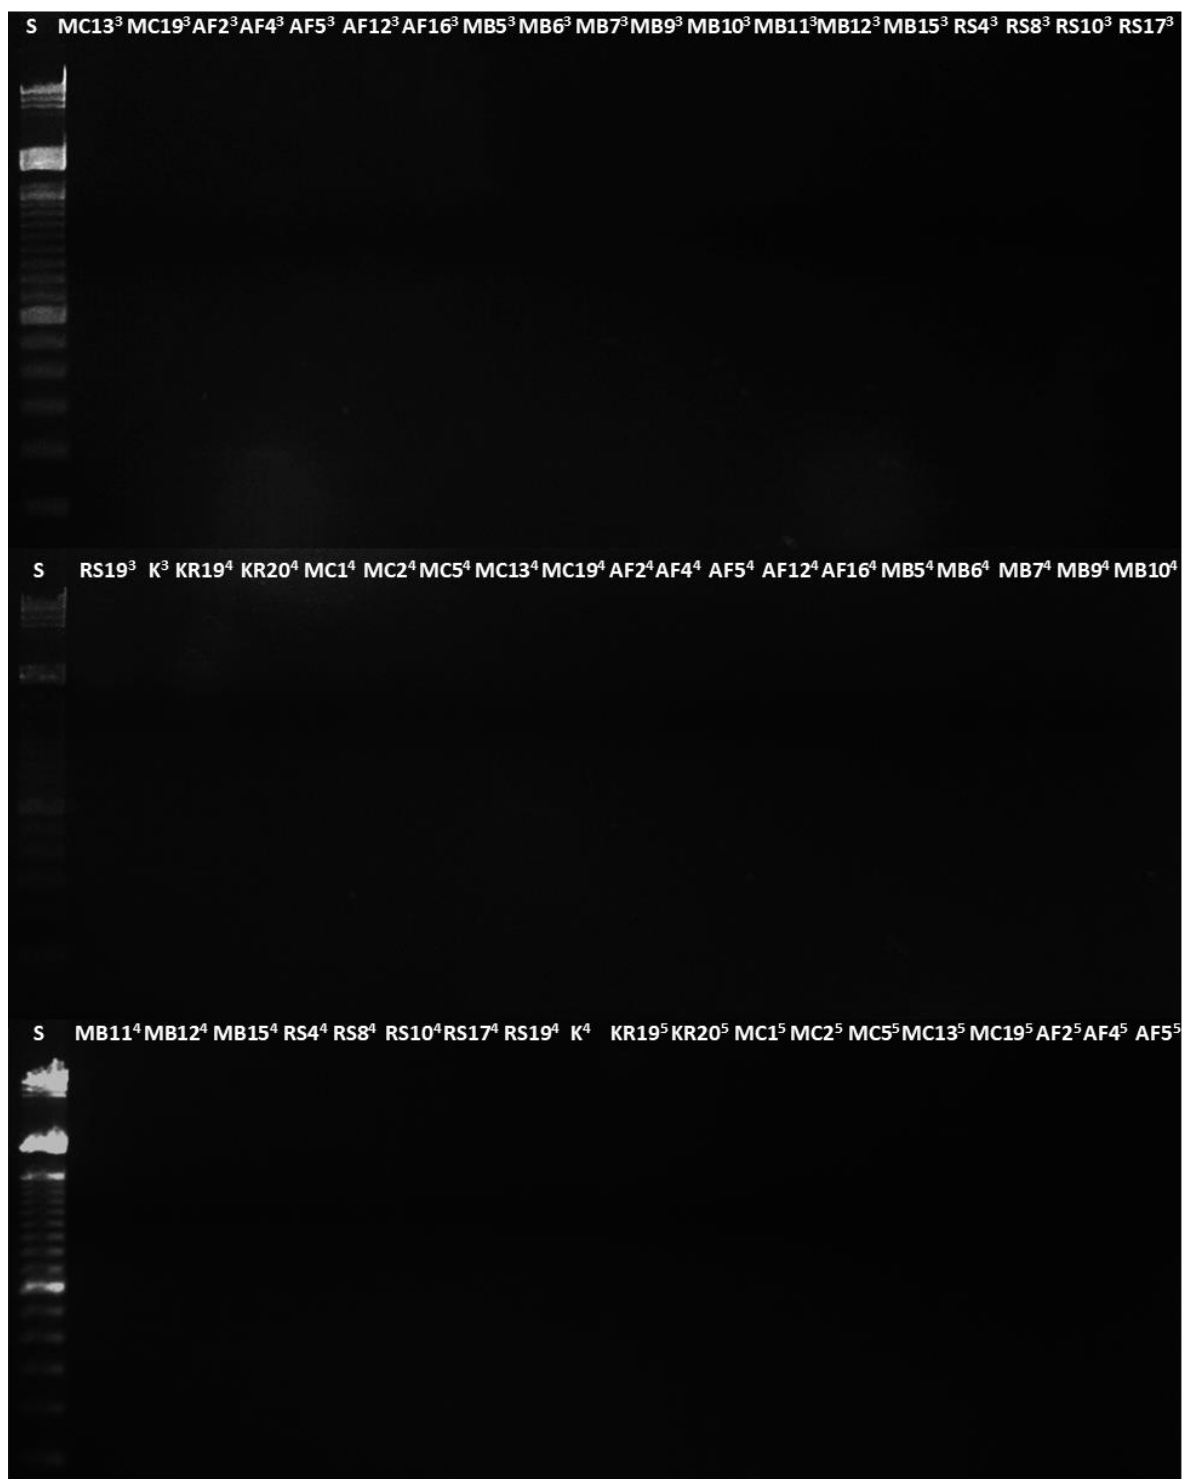 S MC13³ MC19³ AF2³ AF4³ AF5³ AF12³ AF16³ MB5³ MB6³ MB7³ MB9³ MB10³ MB11³ MB12³ MB15³ RS4³ RS8³ RS10³ RS17³
S RS19³ K³ KR19⁴ KR20⁴ MC1⁴ MC2⁴ MC5⁴ MC13⁴ MC19⁴ AF2⁴ AF4⁴ AF5⁴ AF12⁴ AF16⁴ MB5⁴ MB6⁴ MB7⁴ MB9⁴ MB10⁴
S MB11⁴ MB12⁴ MB15⁴ RS4⁴ RS8⁴ RS10⁴ RS17⁴ RS19⁴ K⁴ KR19⁵ KR20⁵ MC1⁵ MC2⁵ MC5⁵ MC13⁵ MC19⁵ AF2⁵ AF4⁵ AF5⁵